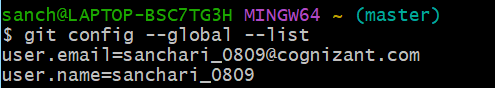 sanch@LAPTOP-BSC7TG3H MINGW64 ~ (master)
$ git config --global --list
user.email=sanchari_0809@cognizant.com
user.name=sanchari_0809